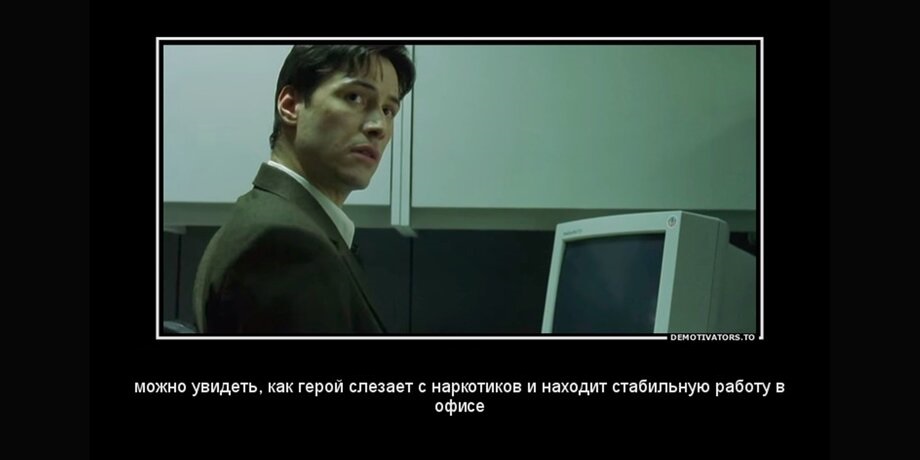 DEMOTIVATORS.TO
можно увидеть, как герой слезает с наркотиков и находит стабильную работу в
офисе